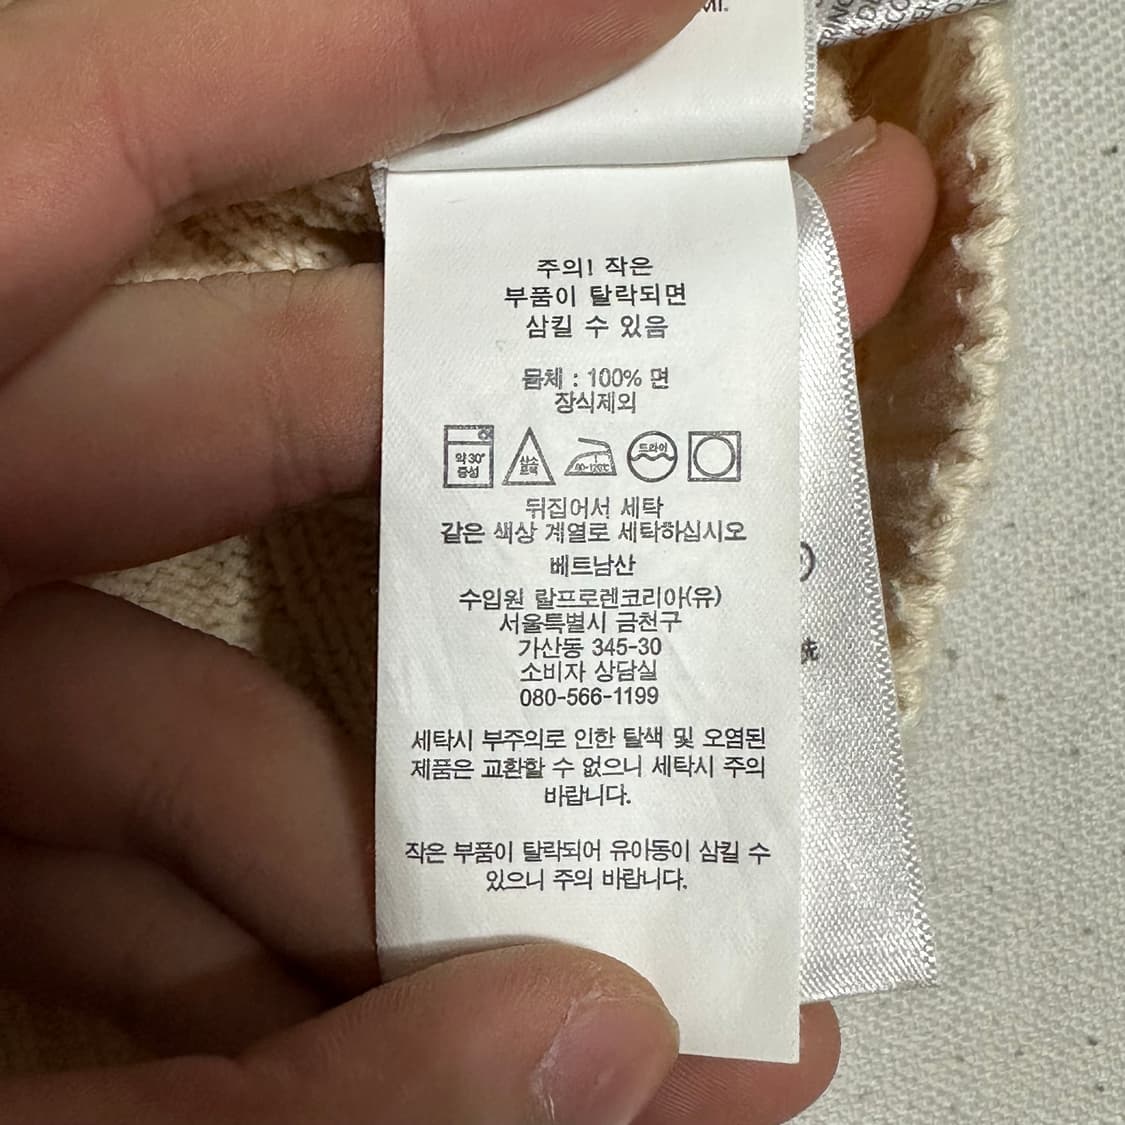 주의! 작은
부품이 탈락되면
삼킬 수 있음
몸체 : 100% 면
장식제외
약 30°
중성
산소
표백
80-120℃
드라이
뒤집어서 세탁
같은 색상 계열로 세탁하십시오
베트남산
수입원 랄프로렌코리아(유)
서울특별시 금천구
가산동 345-30
소비자 상담실
080-566-1199
세탁시 부주의로 인한 탈색 및 오염된
제품은 교환할 수 없으니 세탁시 주의
바랍니다.
작은 부품이 탈락되어 유아동이 삼킬 수
있으니 주의 바랍니다.
洗